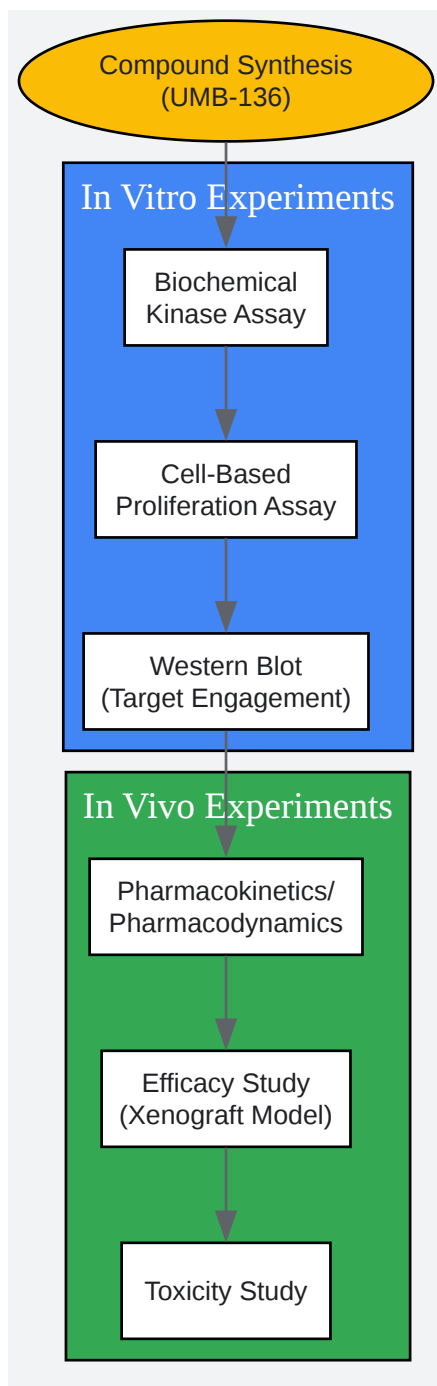 Compound Synthesis
(UMB-136)
In Vitro Experiments
Biochemical
Kinase Assay
Cell-Based
Proliferation Assay
Western Blot
(Target Engagement)
In Vivo Experiments
Pharmacokinetics/
Pharmacodynamics
Efficacy Study
(Xenograft Model)
Toxicity Study